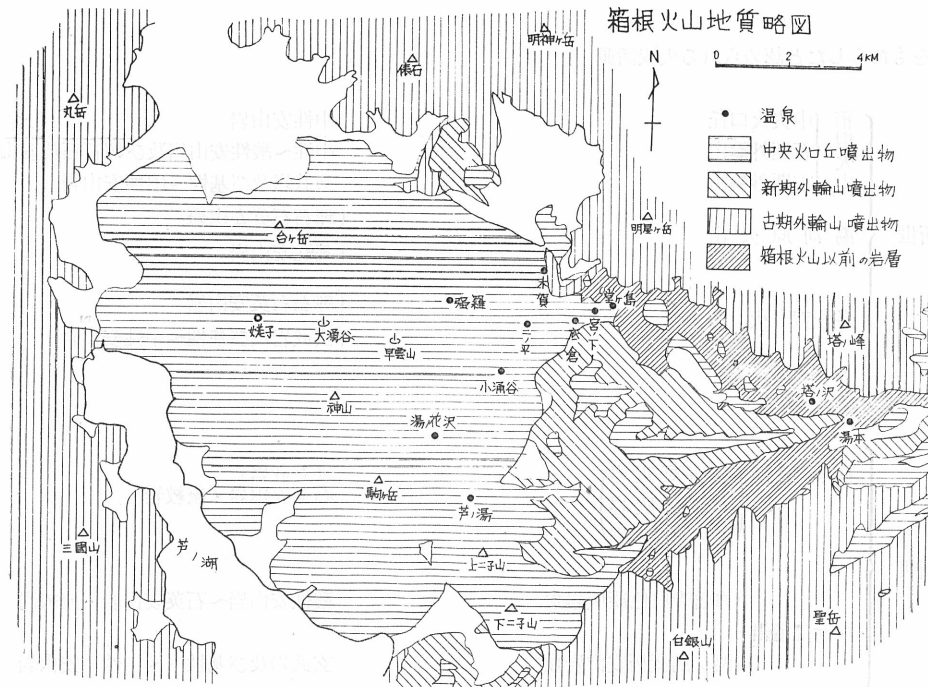 箱根火山地質略図
N
0 2 4KM
温泉
中央火口丘噴出物
新期外輪山噴出物
古期外輪山噴出物
箱根火山以前の岩層
明神ヶ岳
俵石
丸岳
明星ヶ岳
台ヶ岳
木賀
強羅
堂ヶ島
宮ノ下
底倉
二ノ平
姥子
大湧谷
早雲山
塔ノ峰
小涌谷
神山
塔ノ沢
湯本
湯ノ花沢
駒ヶ岳
芦ノ湯
三國山
芦ノ湖
上二子山
下二子山
聖岳
白銀山